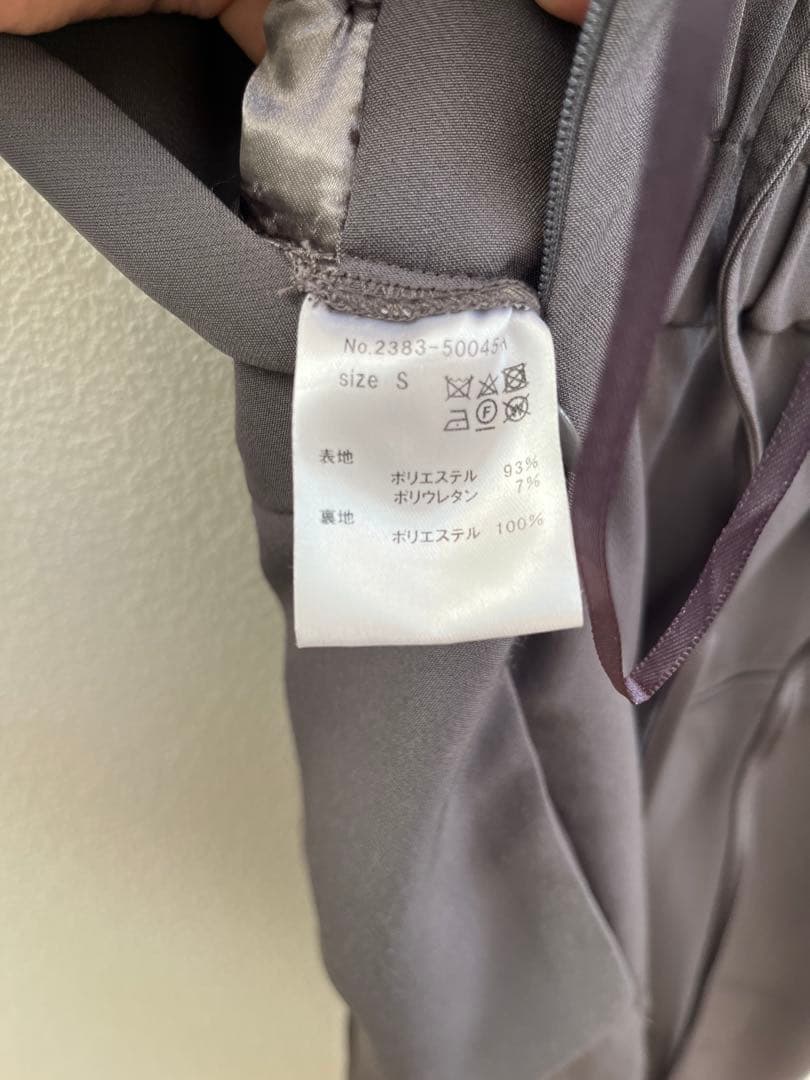 No.2383-500451
size S
表地
ポリエステル 93%
ポリウレタン 7%
裏地
ポリエステル 100%